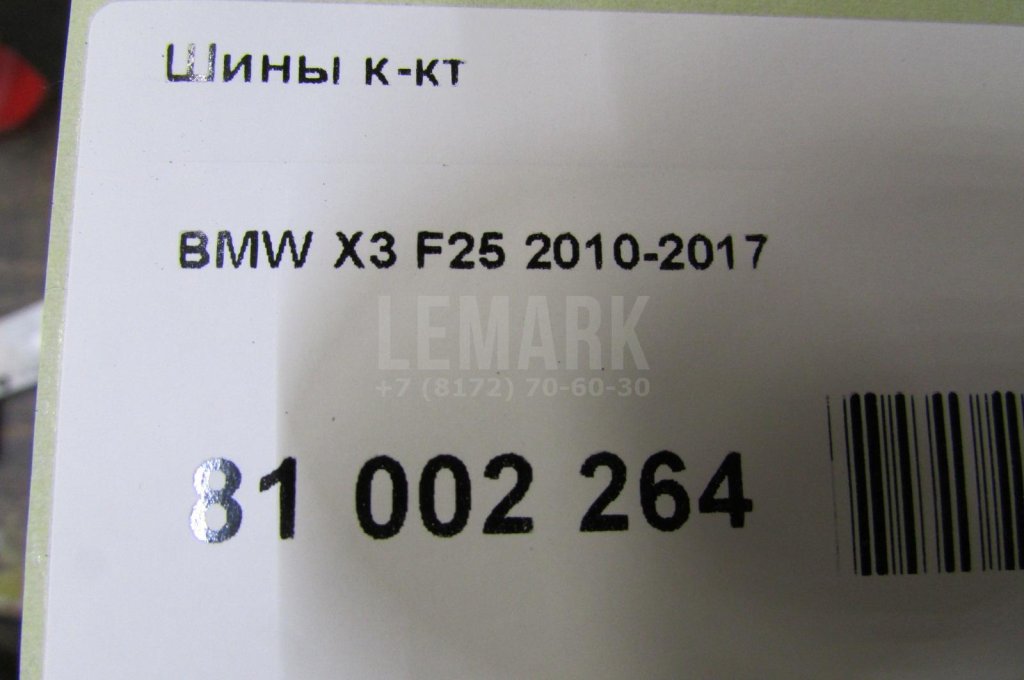 Шины к-кт
BMW X3 F25 2010-2017
LEMARK
+7 (8172) 70-60-30
81 002 264